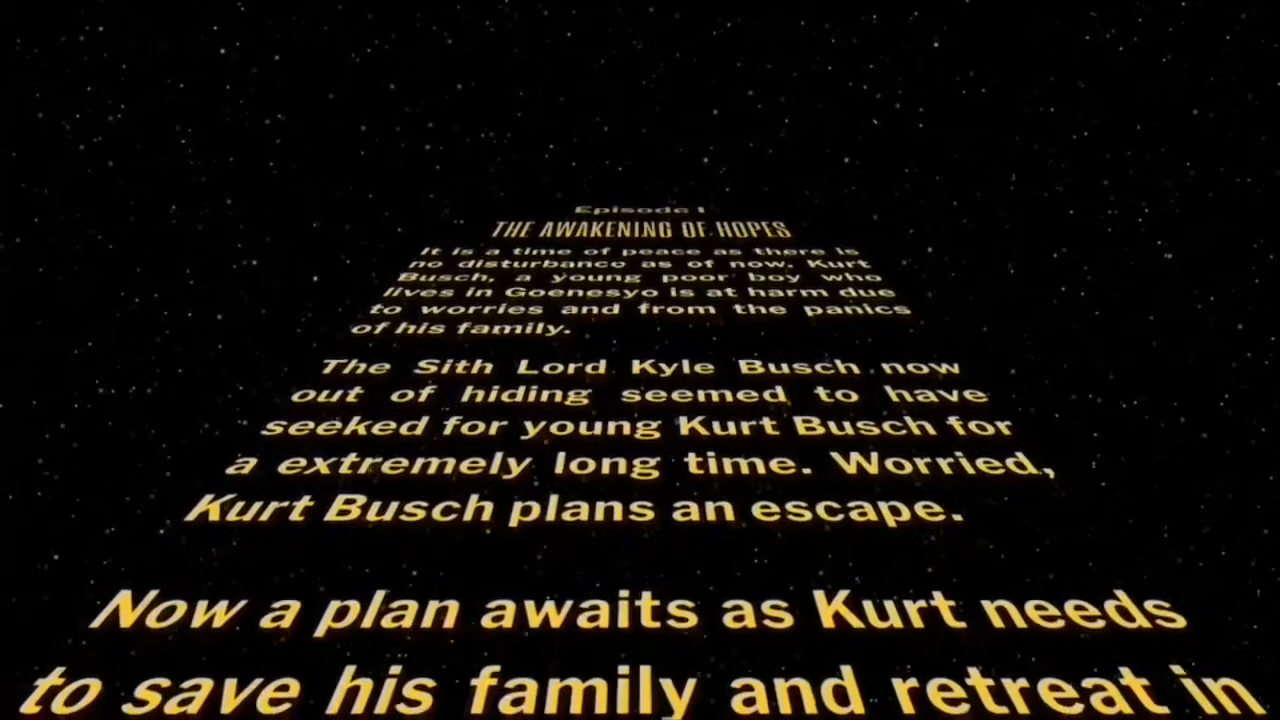 Episode I
THE AWAKENING OF HOPES
It is a time of peace as there is
no disturbance as of now. Kurt
Busch, a young poor boy who
lives in Goenesyo is at harm due
to worries and from the panics
of his family.
The Sith Lord Kyle Busch now
out of hiding seemed to have
seeked for young Kurt Busch for
a extremely long time. Worried,
Kurt Busch plans an escape.
Now a plan awaits as Kurt needs
to save his family and retreat in